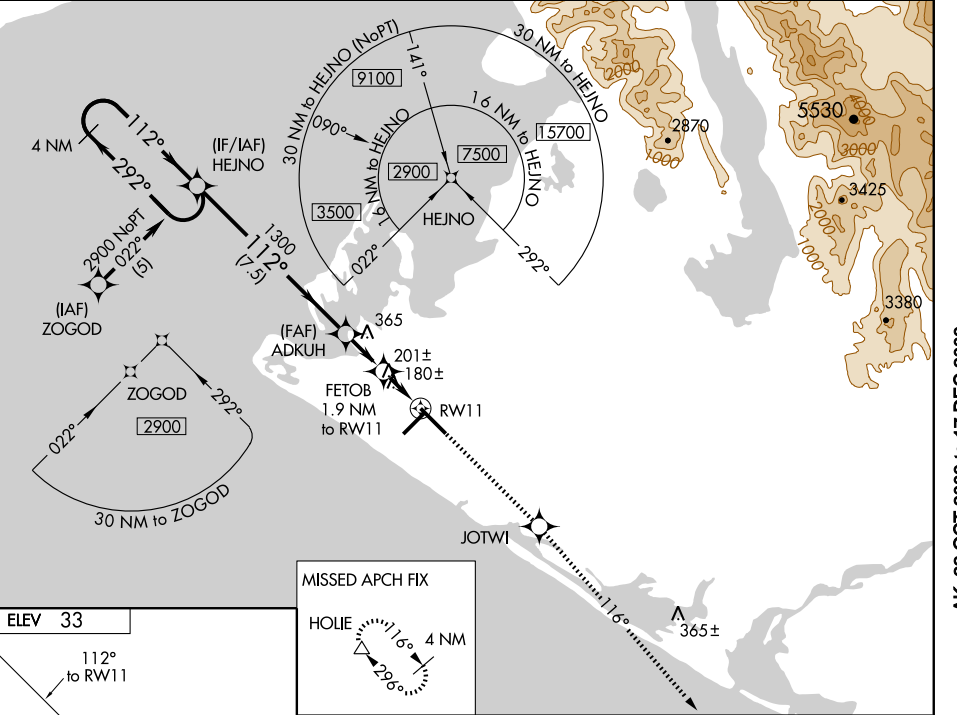 30 NM to HEJNO (NoPT)
30 NM to HEJNO
141°
9100
090°
16 NM to HEJNO
16 NM to HEJNO
15700
7500
2900
3500
HEJNO
022°
292°
2000
2870
1000
5530
4000
3000
3425
2000
1000
3380
4 NM
112°
292°
(IF/IAF)
HEJNO
2900 NoPT
022°
(5)
(IAF)
ZOGOD
1300
112°
(7.5)
(FAF)
ADKUH
365
201±
180±
FETOB
1.9 NM
to RW11
RW11
ZOGOD
022°
292°
2900
30 NM to ZOGOD
JOTWI
116°
365±
MISSED APCH FIX
HOLIE
116°
4 NM
296°
ELEV 33
112°
to RW11